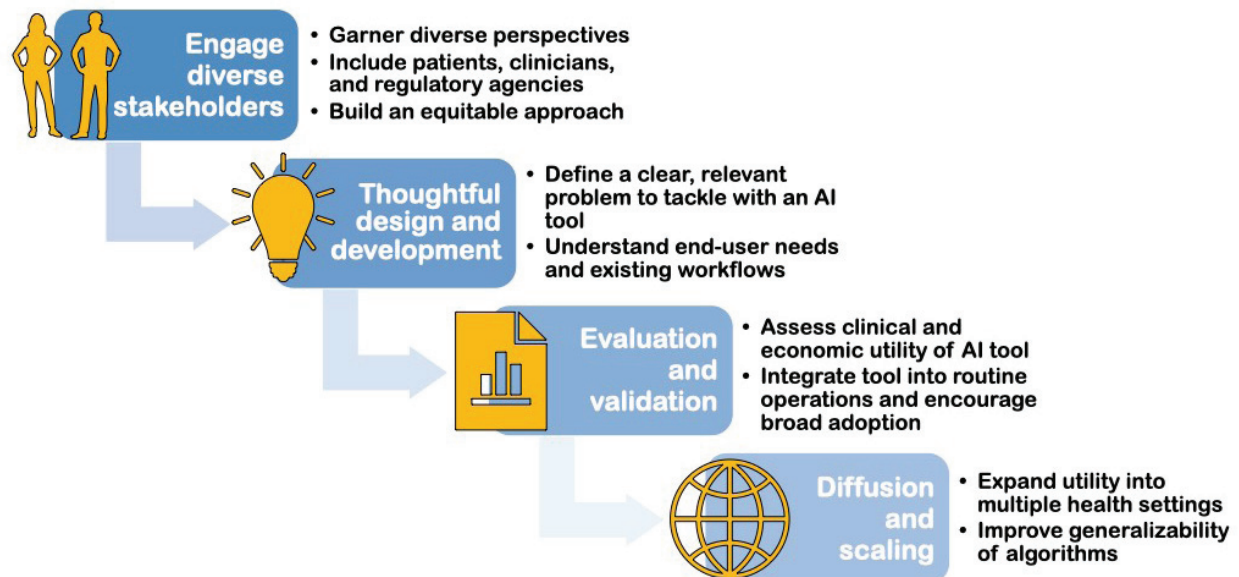 Engage
diverse
stakeholders
• Garner diverse perspectives
• Include patients, clinicians,
and regulatory agencies
• Build an equitable approach
Thoughtful
design and
development
• Define a clear, relevant
problem to tackle with an AI
tool
• Understand end-user needs
and existing workflows
Evaluation
and
validation
• Assess clinical and
economic utility of AI tool
• Integrate tool into routine
operations and encourage
broad adoption
Diffusion
and
scaling
• Expand utility into
multiple health settings
• Improve generalizability
of algorithms